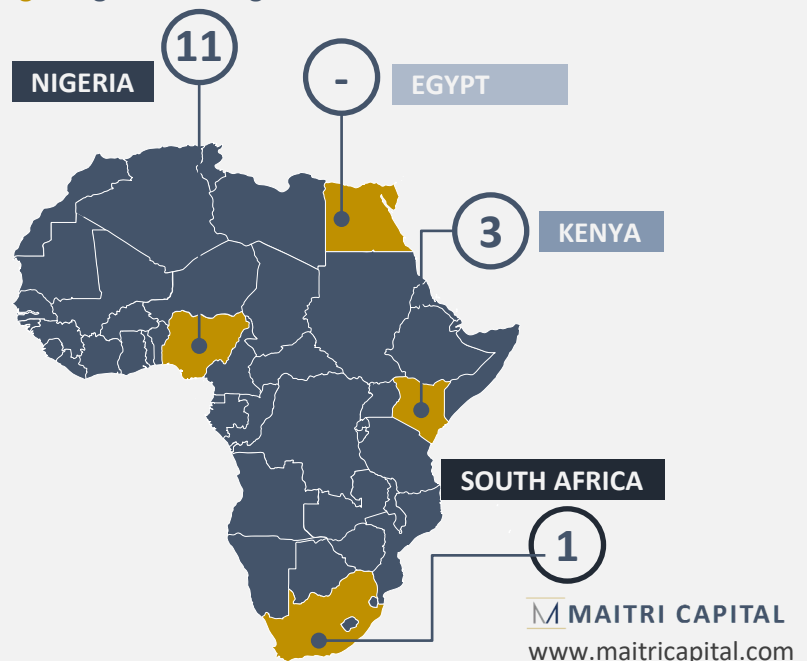 11
NIGERIA
-
EGYPT
3
KENYA
SOUTH AFRICA
1
MAITRI CAPITAL
www.maitricapital.com